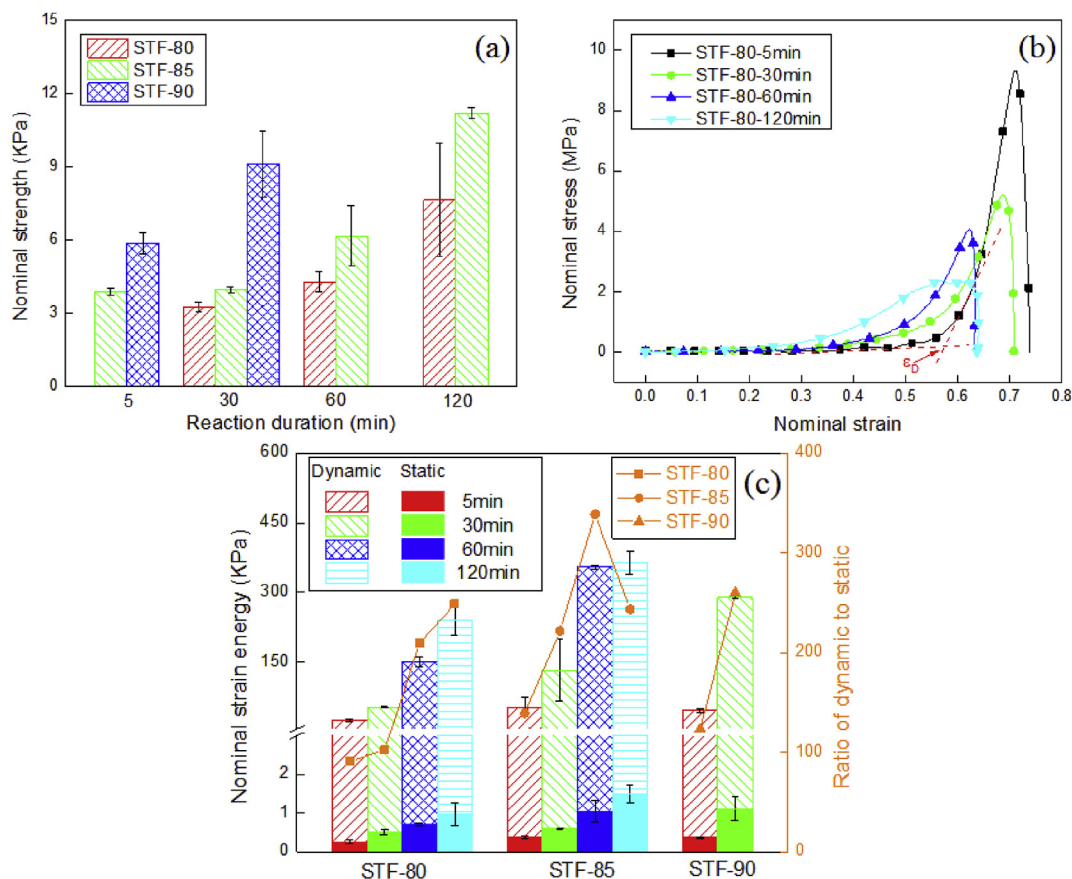 (a)
STF-80
STF-85
STF-90
Nominal strength (KPa)
15
12
9
6
3
0
5 30 60 120
Reaction duration (min)
(b)
STF-80-5min
STF-80-30min
STF-80-60min
STF-80-120min
Nominal stress (MPa)
10
8
6
4
2
0
εD
0.0 0.1 0.2 0.3 0.4 0.5 0.6 0.7 0.8
Nominal strain
(c)
Dynamic Static
5min
30min
60min
120min
STF-80
STF-85
STF-90
Nominal strain energy (KPa)
600
450
300
150
2
1
0
Ratio of dynamic to static
400
300
200
100
0
STF-80 STF-85 STF-90